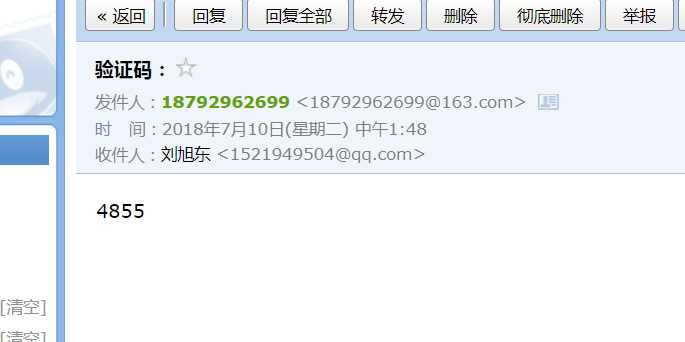 « 返回 回复 回复全部 转发 删除 彻底删除 举报
验证码：
发件人：18792962699 <18792962699@163.com>
时 间：2018年7月10日(星期二) 中午1:48
收件人：刘旭东 <1521949504@qq.com>
4855
[清空]
[清空]